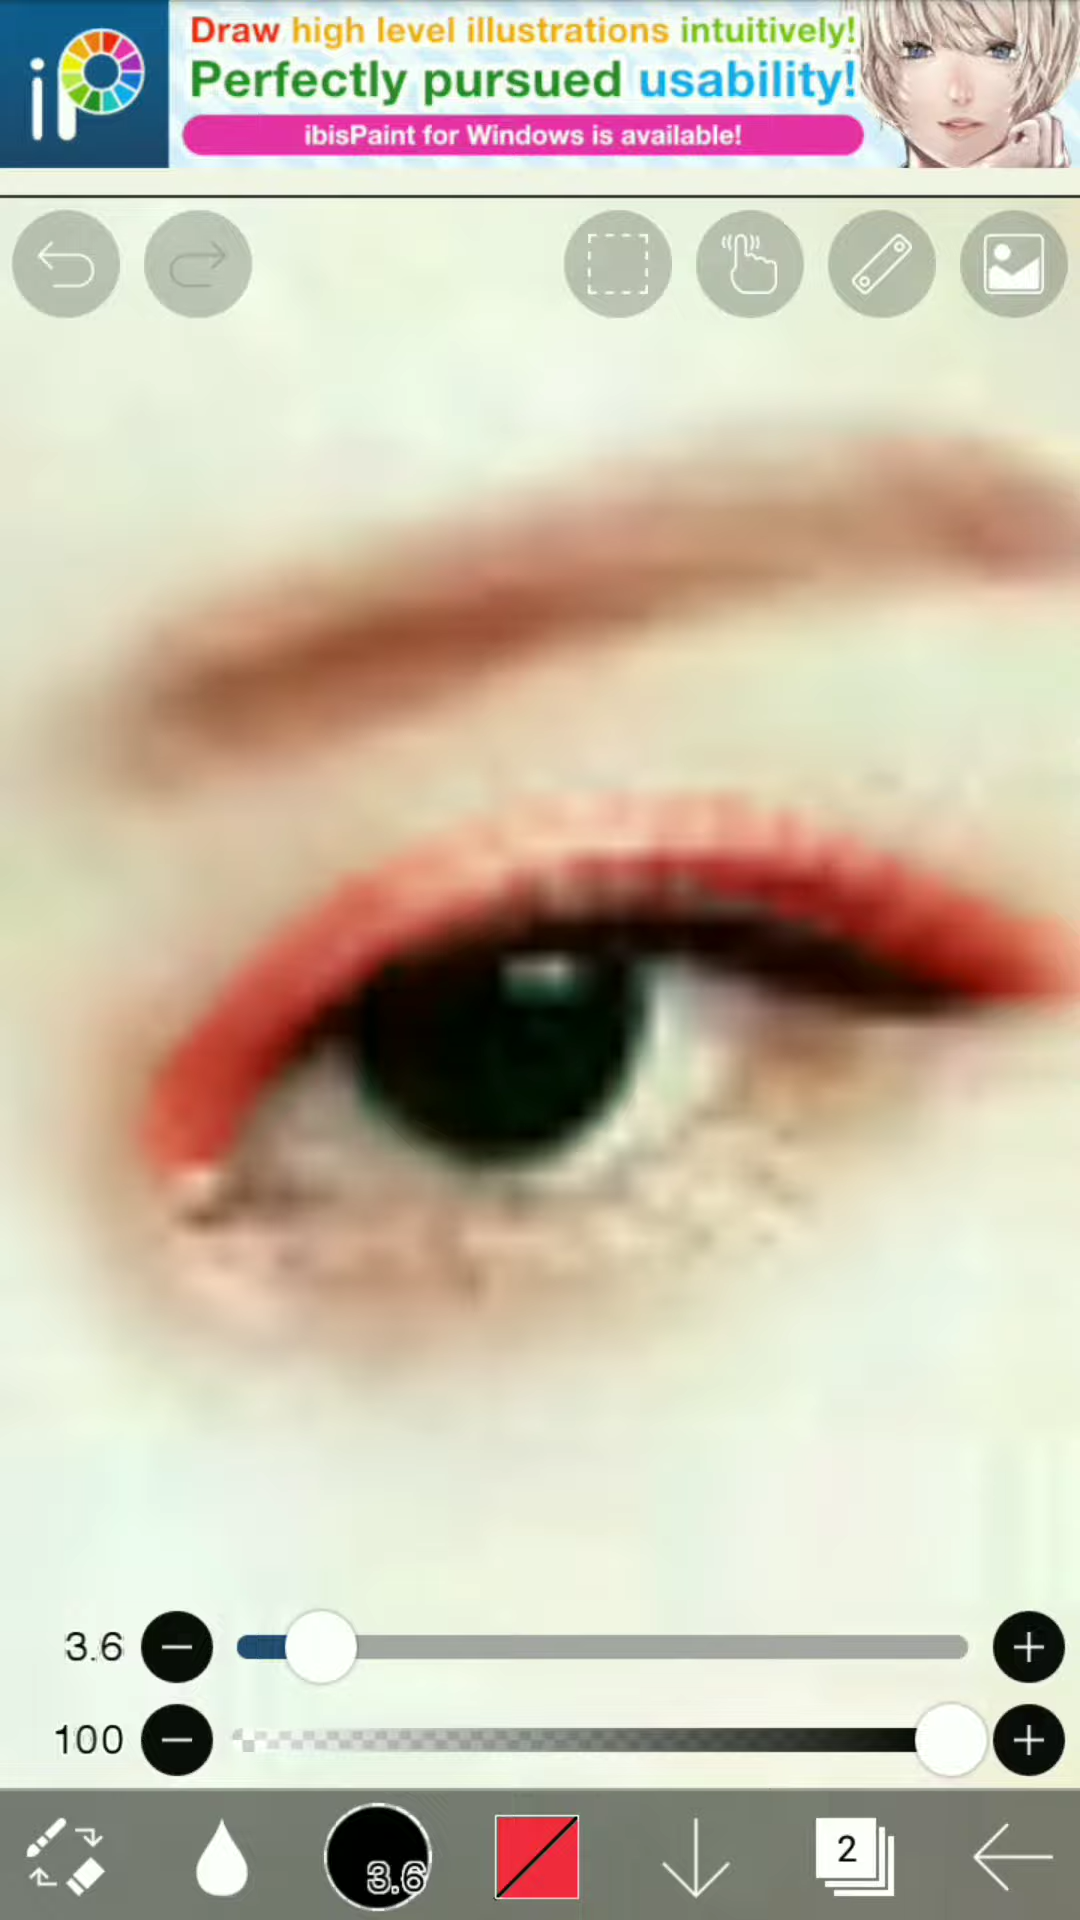 iP
Draw high level illustrations intuitively!
Perfectly pursued usability!
ibisPaint for Windows is available!
3.6
100
3.6
2